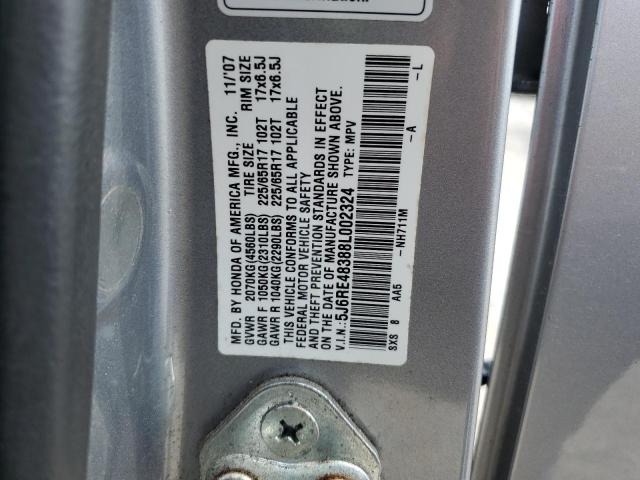 MFD. BY HONDA OF AMERICA MFG., INC. 11/'07
GVWR 2070KG(4560LBS) TIRE SIZE RIM SIZE
GAWR F 1050KG(2310LBS) 225/65R17 102T 17x6.5J
GAWR R 1040KG(2290LBS) 225/65R17 102T 17x6.5J
THIS VEHICLE CONFORMS TO ALL APPLICABLE
FEDERAL MOTOR VEHICLE SAFETY
AND THEFT PREVENTION STANDARDS IN EFFECT
ON THE DATE OF MANUFACTURE SHOWN ABOVE.
V.I.N.: 5J6RE48388L002324 TYPE: MPV
SXS 8 AA5 -NH711M -A -L